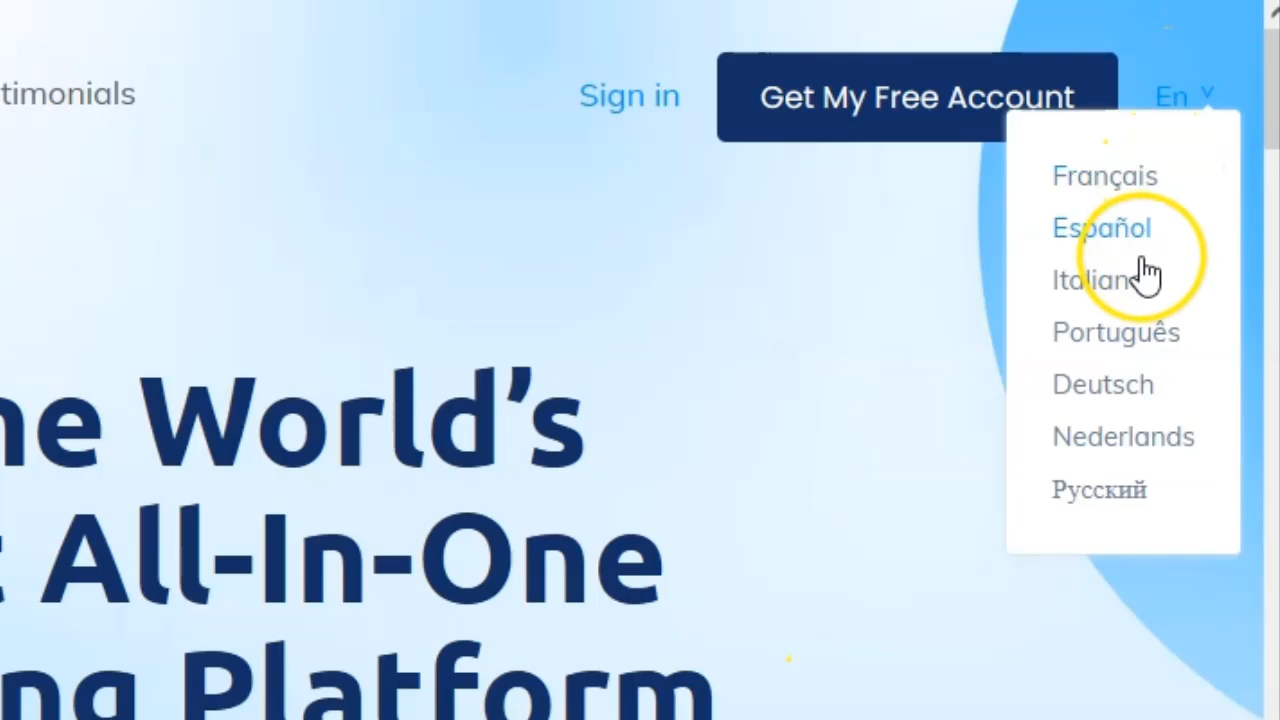 timonials
Sign in
Get My Free Account
En
Français
Español
Italian
Português
Deutsch
Nederlands
Русский
he World’s
All-In-One
ng Platform